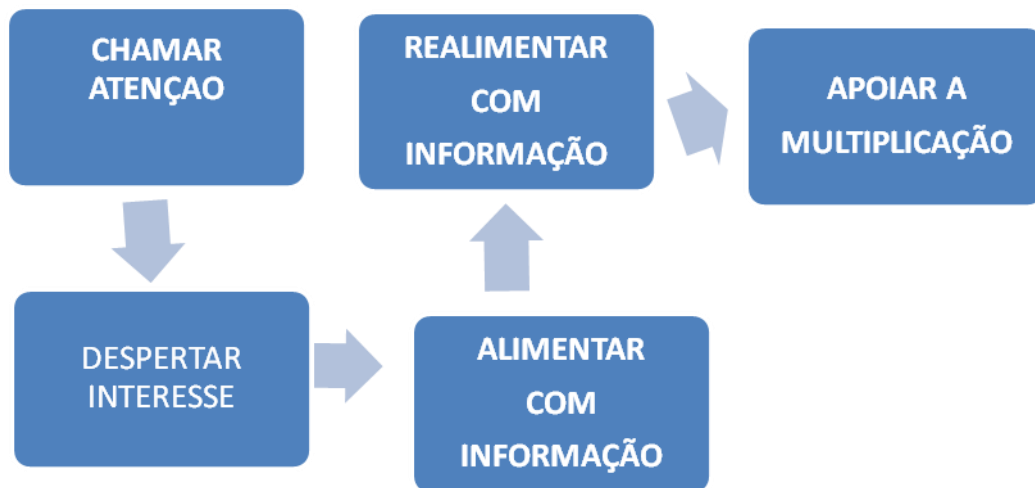 CHAMAR
ATENÇAO
DESPERTAR
INTERESSE
ALIMENTAR
COM
INFORMAÇÃO
REALIMENTAR
COM
INFORMAÇÃO
APOIAR A
MULTIPLICAÇÃO